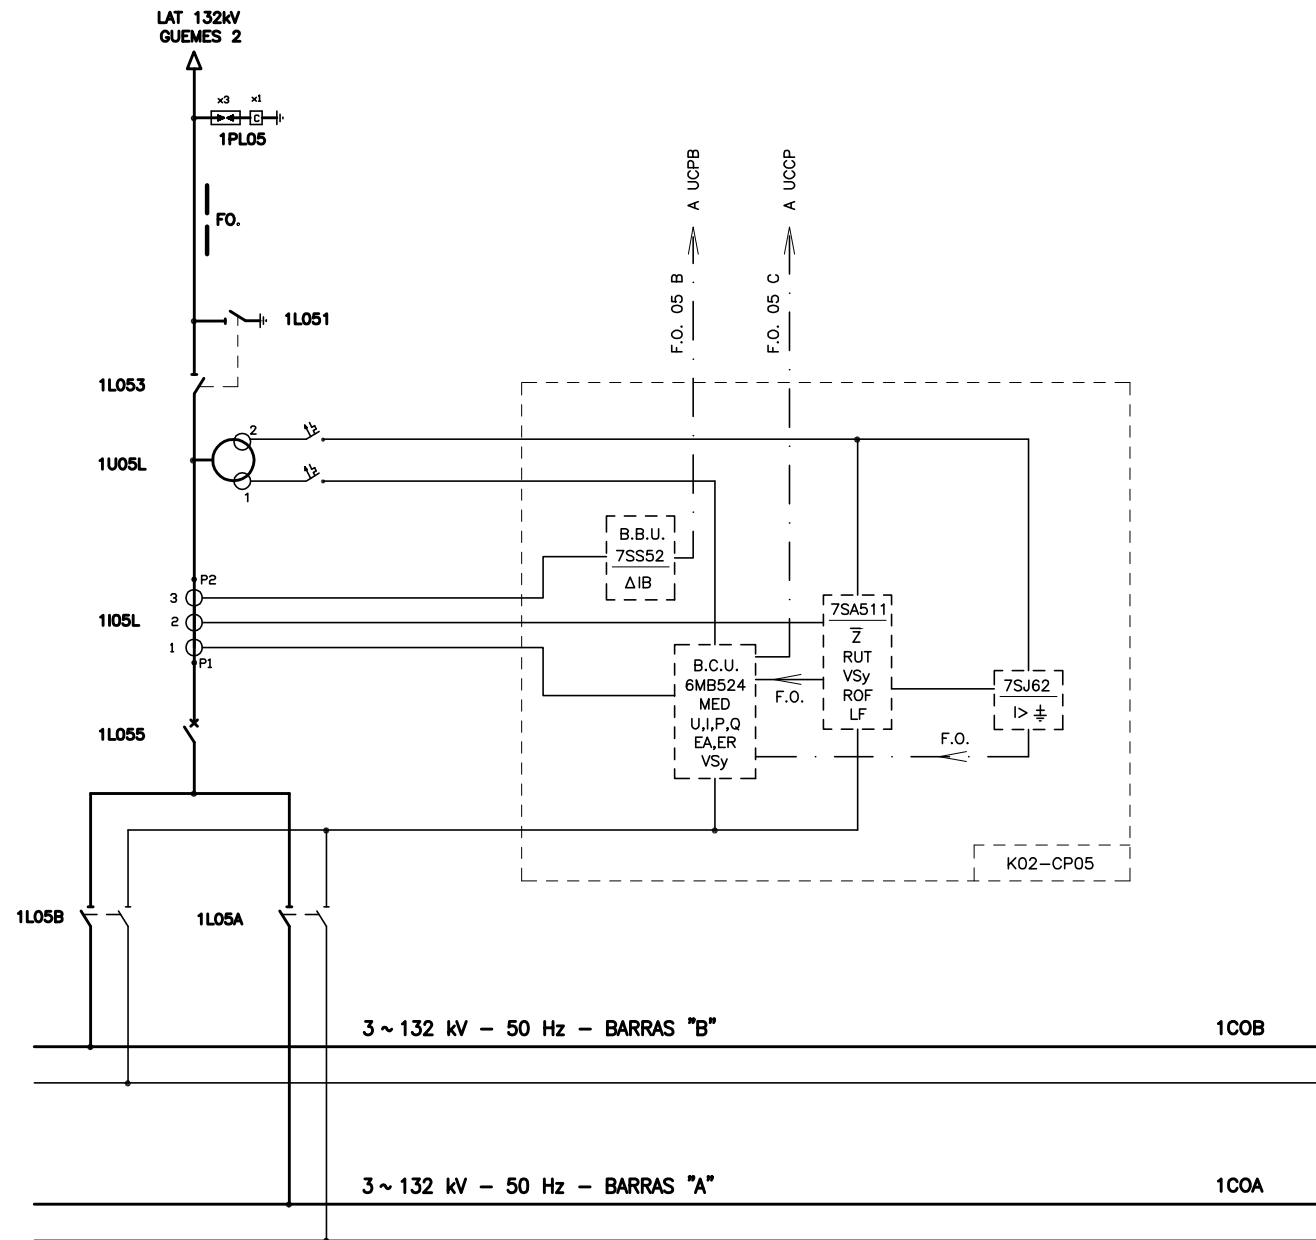 LAT 132kV
GUEMES 2
x3 x1
C
1PL05
FO.
1L051
1L053
A UCPB
A UCCP
F.O. 05 B
F.O. 05 C
2
1U05L
1
B.B.U.
7SS52
ΔIB
P2
3
1I05L
2
1
P1
7SA511
Z̅
RUT
VSy
ROF
LF
B.C.U.
6MB524
MED
U,I,P,Q
EA,ER
VSy
F.O.
7SJ62
I> ⏚
F.O.
1L055
K02-CP05
1L05B
1L05A
3 ~ 132 kV - 50 Hz - BARRAS "B"
1COB
3 ~ 132 kV - 50 Hz - BARRAS "A"
1COA